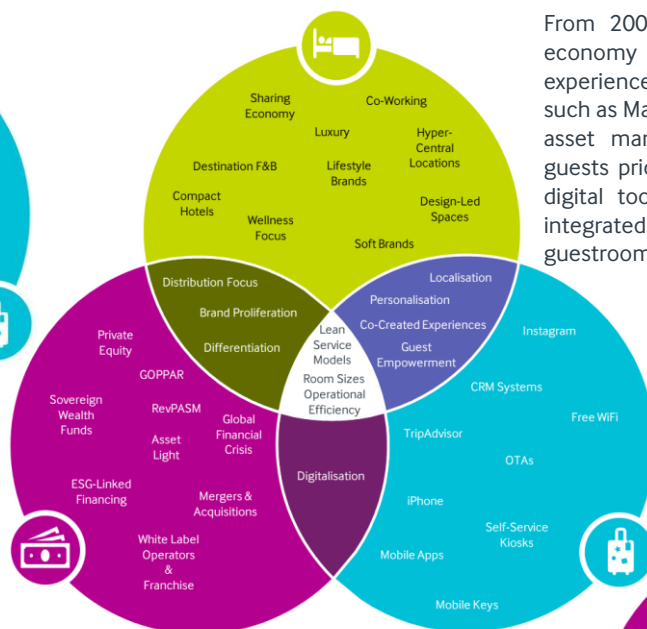 From 200
economy
experience
such as Ma
asset mar
guests prio
digital too
integrated
guestroom
Sharing
Economy
Co-Working
Luxury
Hyper-
Central
Locations
Destination F&B
Lifestyle
Brands
Compact
Hotels
Design-Led
Spaces
Wellness
Focus
Soft Brands
Distribution Focus
Brand Proliferation
Differentiation
Localisation
Personalisation
Co-Created Experiences
Guest
Empowerment
Lean
Service
Models
Room Sizes
Operational
Efficiency
Private
Equity
GOPPAR
Sovereign
Wealth
Funds
RevPASM
Global
Financial
Crisis
Asset
Light
ESG-Linked
Financing
Mergers &
Acquisitions
White Label
Operators
&
Franchise
Digitalisation
Instagram
CRM Systems
Free WiFi
TripAdvisor
OTAs
iPhone
Self-Service
Kiosks
Mobile Apps
Mobile Keys